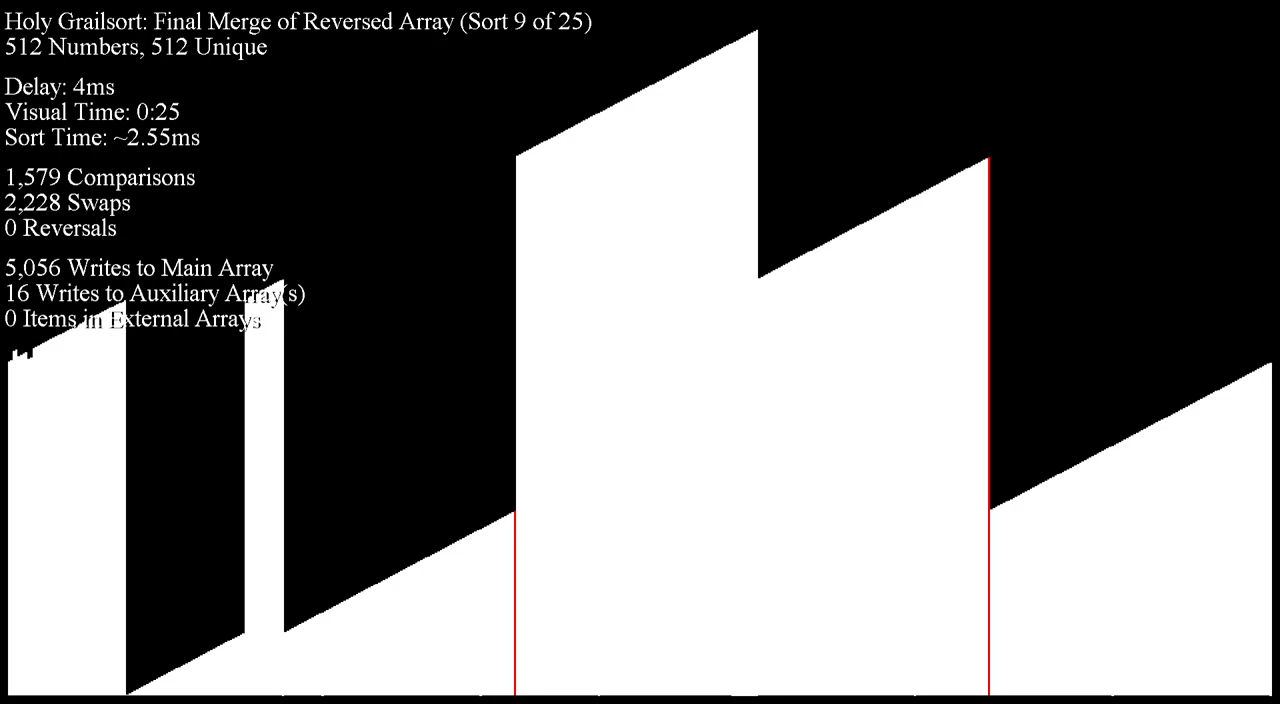 Holy Grailsort: Final Merge of Reversed Array (Sort 9 of 25)
512 Numbers, 512 Unique
Delay: 4ms
Visual Time: 0:25
Sort Time: ~2.55ms
1,579 Comparisons
2,228 Swaps
0 Reversals
5,056 Writes to Main Array
16 Writes to Auxiliary Array(s)
0 Items in External Arrays